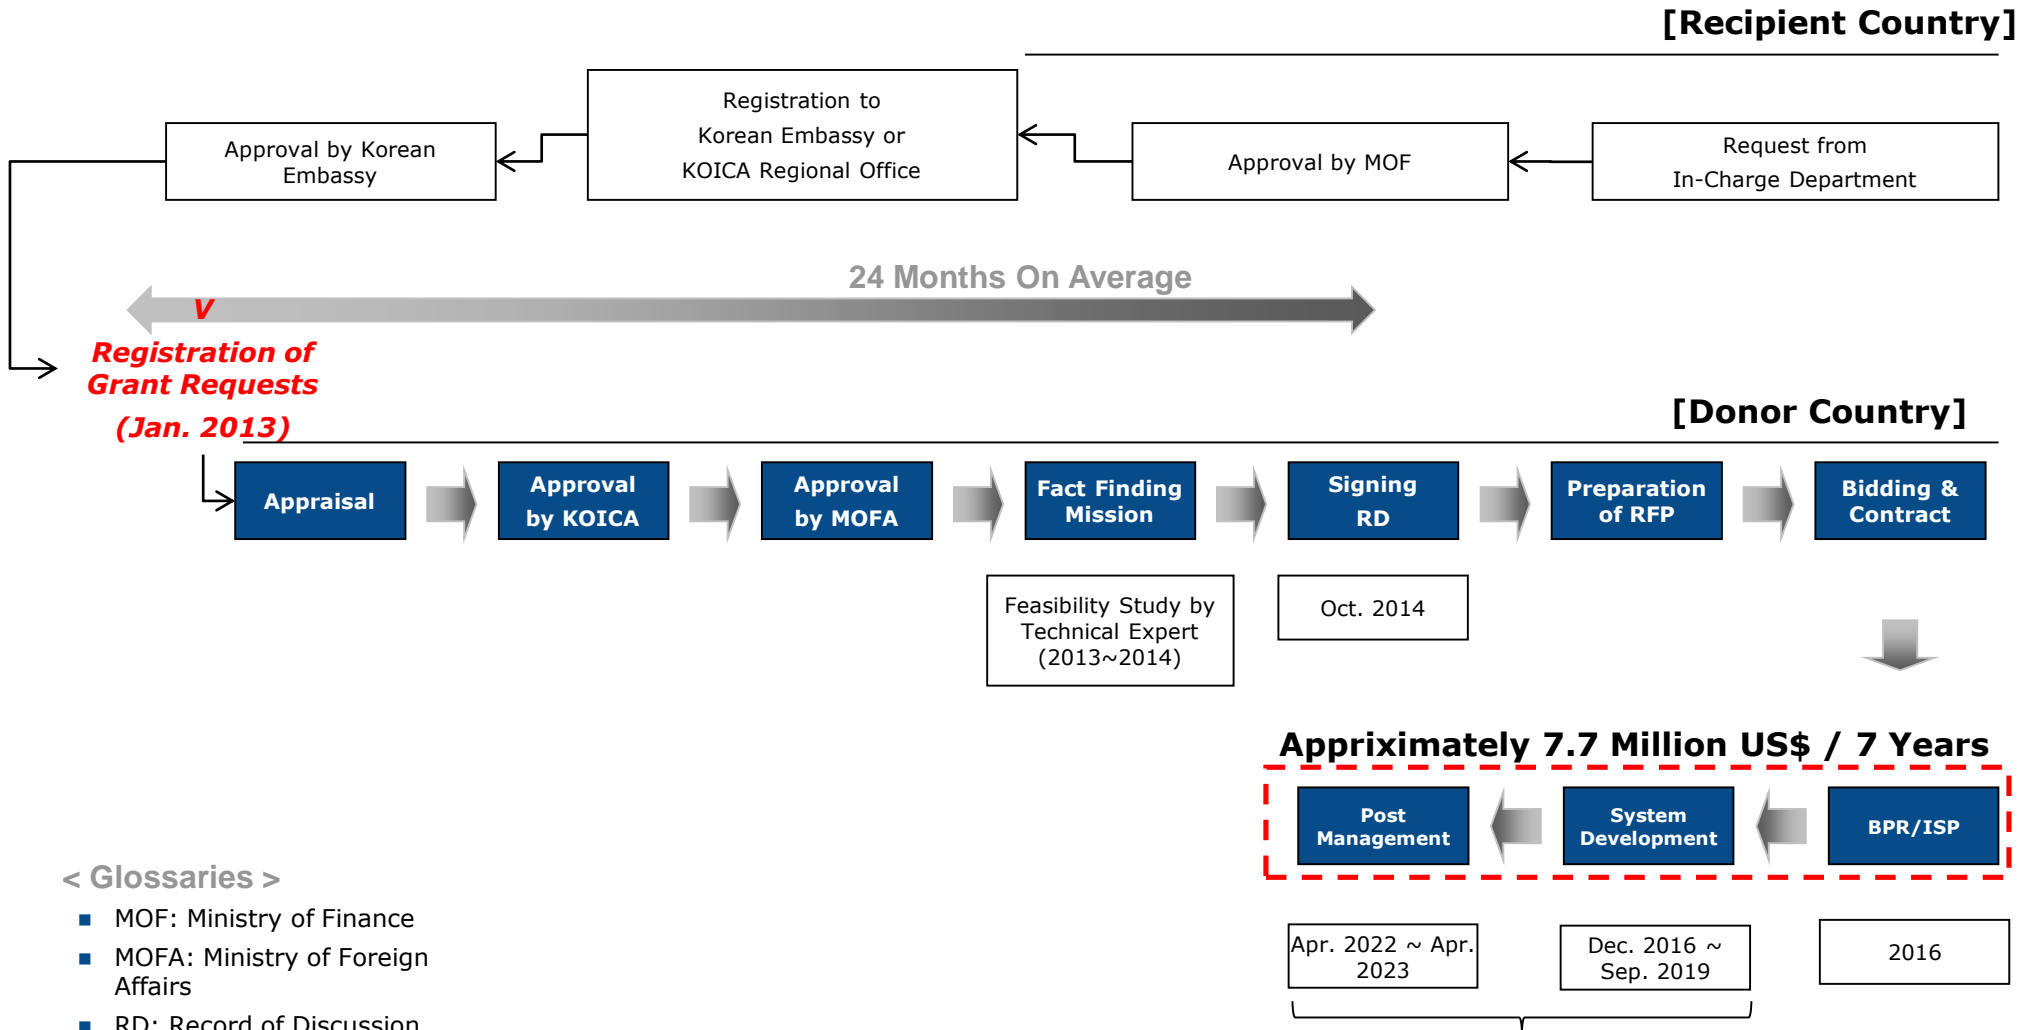 [Recipient Country]
Registration to
Korean Embassy or
KOICA Regional Office
Approval by Korean
Embassy
Approval by MOF
Request from
In-Charge Department
24 Months On Average
V
Registration of
Grant Requests
(Jan. 2013)
[Donor Country]
Appraisal
Approval
by KOICA
Approval
by MOFA
Fact Finding
Mission
Signing
RD
Preparation
of RFP
Bidding &
Contract
Feasibility Study by
Technical Expert
(2013~2014)
Oct. 2014
Appriximately 7.7 Million US$ / 7 Years
Post
Management
System
Development
BPR/ISP
Apr. 2022 ~ Apr.
2023
Dec. 2016 ~
Sep. 2019
2016
< Glossaries >
MOF: Ministry of Finance
MOFA: Ministry of Foreign
Affairs
RD: Record of Discussion